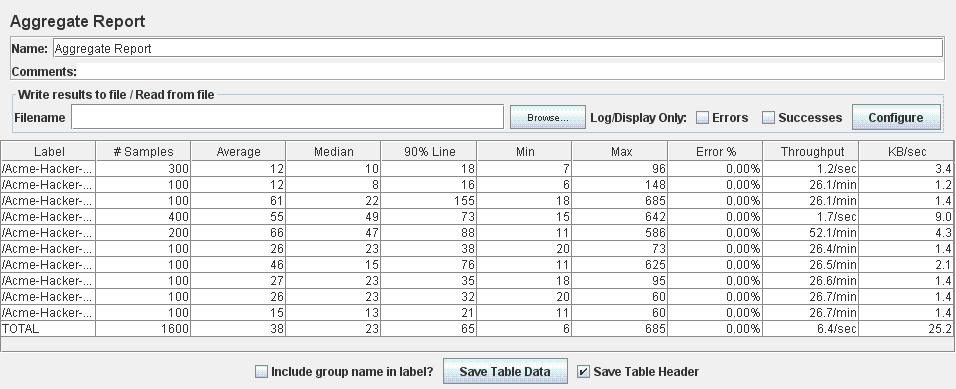 Aggregate Report
Name: Aggregate Report
Comments:
Write results to file / Read from file
Filename Browse... Log/Display Only: Errors Successes Configure
Label # Samples Average Median 90% Line Min Max Error % Throughput KB/sec
/Acme-Hacker-... 300 12 10 18 7 96 0.00% 1.2/sec 3.4
/Acme-Hacker-... 100 12 8 16 6 148 0.00% 26.1/min 1.2
/Acme-Hacker-... 100 61 22 155 18 685 0.00% 26.1/min 1.4
/Acme-Hacker-... 400 55 49 73 15 642 0.00% 1.7/sec 9.0
/Acme-Hacker-... 200 66 47 88 11 586 0.00% 52.1/min 4.3
/Acme-Hacker-... 100 26 23 38 20 73 0.00% 26.4/min 1.4
/Acme-Hacker-... 100 46 15 76 11 625 0.00% 26.5/min 2.1
/Acme-Hacker-... 100 27 23 35 18 95 0.00% 26.6/min 1.4
/Acme-Hacker-... 100 26 23 32 20 60 0.00% 26.7/min 1.4
/Acme-Hacker-... 100 15 13 21 11 60 0.00% 26.7/min 1.4
TOTAL 1600 38 23 65 6 685 0.00% 6.4/sec 25.2
Include group name in label? Save Table Data Save Table Header